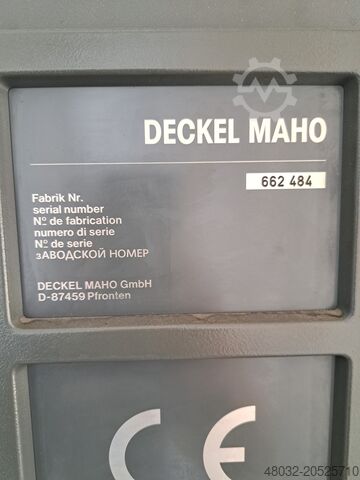 DECKEL MAHO
662 484
Fabrik Nr.
serial number
Nº de fabrication
numero di serie
Nº de serie
зАВОДСКОЙ НОМЕР
DECKEL MAHO GmbH
D-87459 Pfronten
CE
48032-20525710